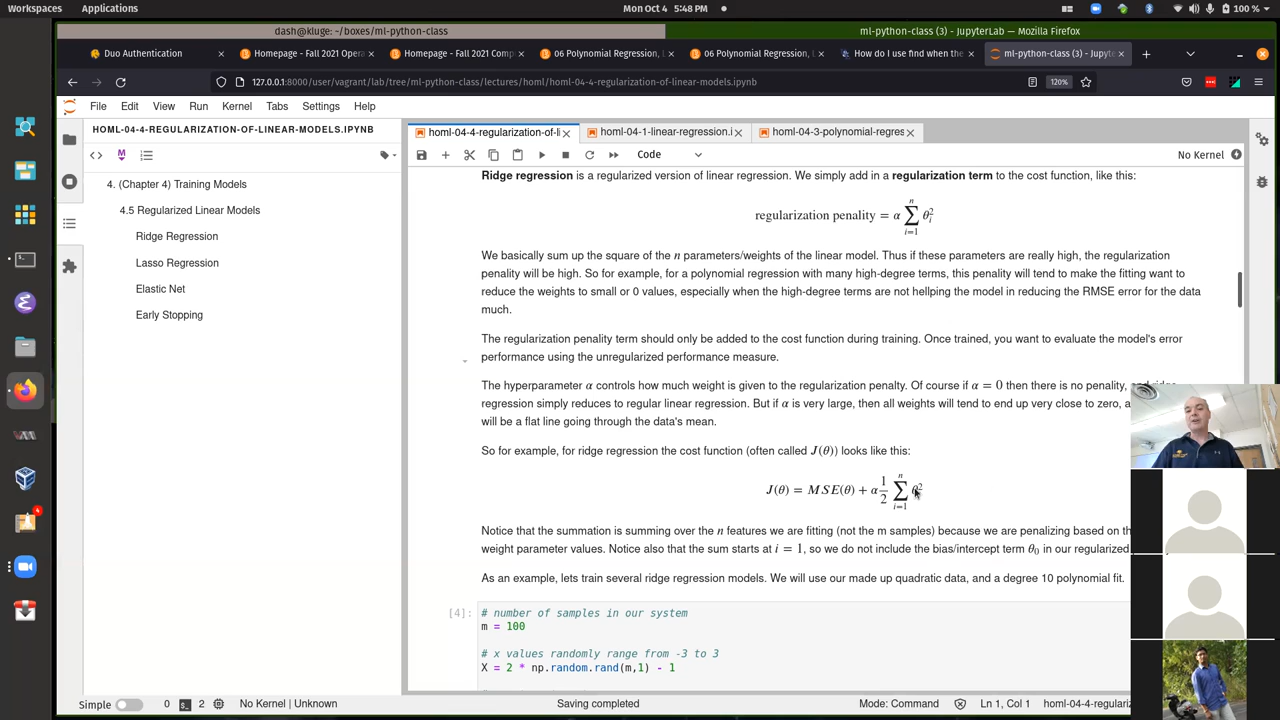 Workspaces Applications Mon Oct 4 5:48 PM 100 %
dash@kluge:~/boxes/ml-python-class
ml-python-class (3) - JupyterLab — Mozilla Firefox
Duo Authentication
Homepage - Fall 2021 Opera
Homepage - Fall 2021 Comp
06 Polynomial Regression, L
06 Polynomial Regression, L
How do I use find when the
ml-python-class (3) - Jupyte
127.0.0.1:8000/user/vagrant/lab/tree/ml-python-class/lectures/homl/homl-04-4-regularization-of-linear-models.ipynb 120%
File Edit View Run Kernel Tabs Settings Help
HOML-04-4-REGULARIZATION-OF-LINEAR-MODELS.IPYNB
4. (Chapter 4) Training Models
4.5 Regularized Linear Models
Ridge Regression
Lasso Regression
Elastic Net
Early Stopping
homl-04-4-regularization-of-li
homl-04-1-linear-regression.i
homl-04-3-polynomial-regres
Code No Kernel
Ridge regression is a regularized version of linear regression. We simply add in a regularization term to the cost function, like this:
regularization penality = α ∑_{i=1}^{n} θ_i^2
We basically sum up the square of the n parameters/weights of the linear model. Thus if these parameters are really high, the regularization
penality will be high. So for example, for a polynomial regression with many high-degree terms, this penality will tend to make the fitting want to
reduce the weights to small or 0 values, especially when the high-degree terms are not hellping the model in reducing the RMSE error for the data
much.
The regularization penality term should only be added to the cost function during training. Once trained, you want to evaluate the model's error
performance using the unregularized performance measure.
The hyperparameter α controls how much weight is given to the regularization penalty. Of course if α = 0 then there is no penality,
regression simply reduces to regular linear regression. But if α is very large, then all weights will tend to end up very close to zero, a
will be a flat line going through the data's mean.
So for example, for ridge regression the cost function (often called J(θ)) looks like this:
J(θ) = MSE(θ) + α 1/2 ∑_{i=1}^{n} θ^2
Notice that the summation is summing over the n features we are fitting (not the m samples) because we are penalizing based on the
weight parameter values. Notice also that the sum starts at i = 1, so we do not include the bias/intercept term θ_0 in our regularized
As an example, lets train several ridge regression models. We will use our made up quadratic data, and a degree 10 polynomial fit.
[4]: # number of samples in our system
m = 100
# x values randomly range from -3 to 3
X = 2 * np.random.rand(m,1) - 1
Simple 0 2 No Kernel | Unknown Saving completed Mode: Command Ln 1, Col 1 homl-04-4-regulariz